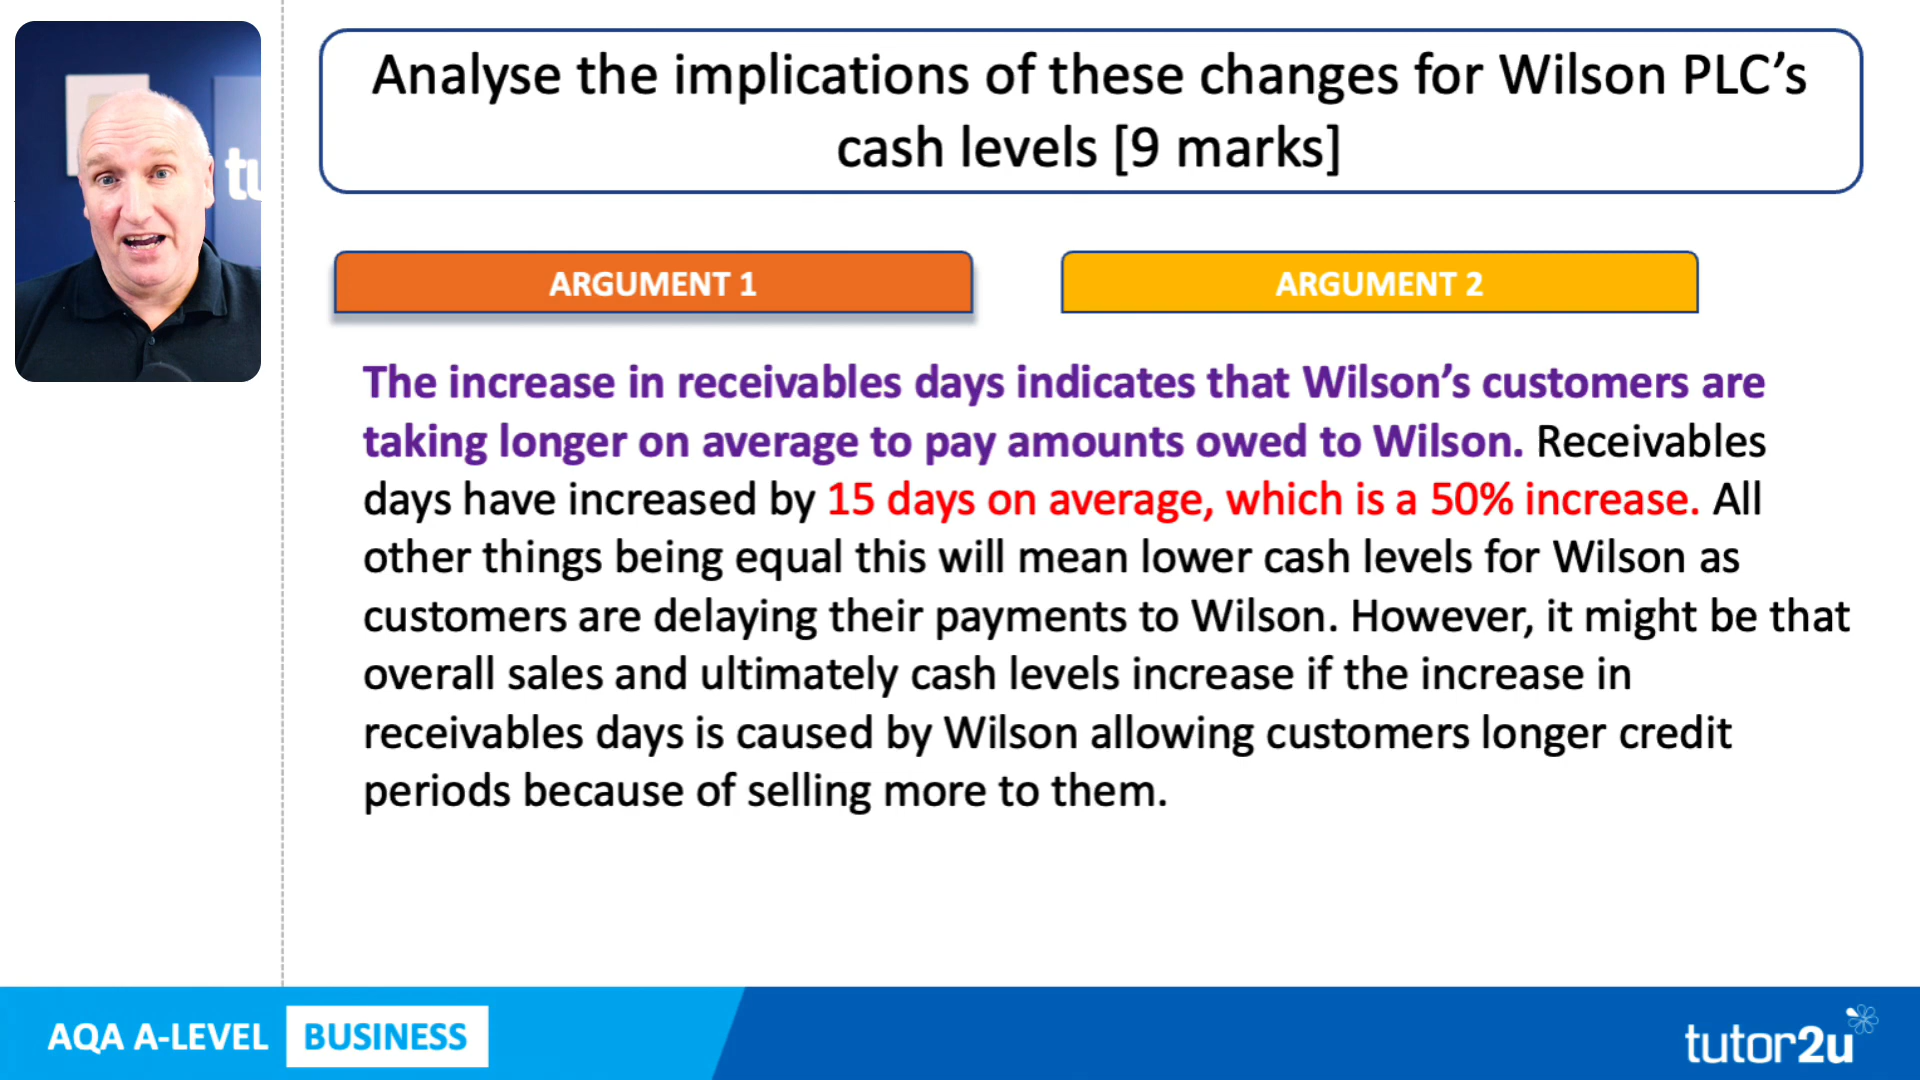 Analyse the implications of these changes for Wilson PLC’s
cash levels [9 marks]
ARGUMENT 1
ARGUMENT 2
The increase in receivables days indicates that Wilson’s customers are
taking longer on average to pay amounts owed to Wilson. Receivables
days have increased by 15 days on average, which is a 50% increase. All
other things being equal this will mean lower cash levels for Wilson as
customers are delaying their payments to Wilson. However, it might be that
overall sales and ultimately cash levels increase if the increase in
receivables days is caused by Wilson allowing customers longer credit
periods because of selling more to them.
tu
AQA A-LEVEL BUSINESS
tutor2u